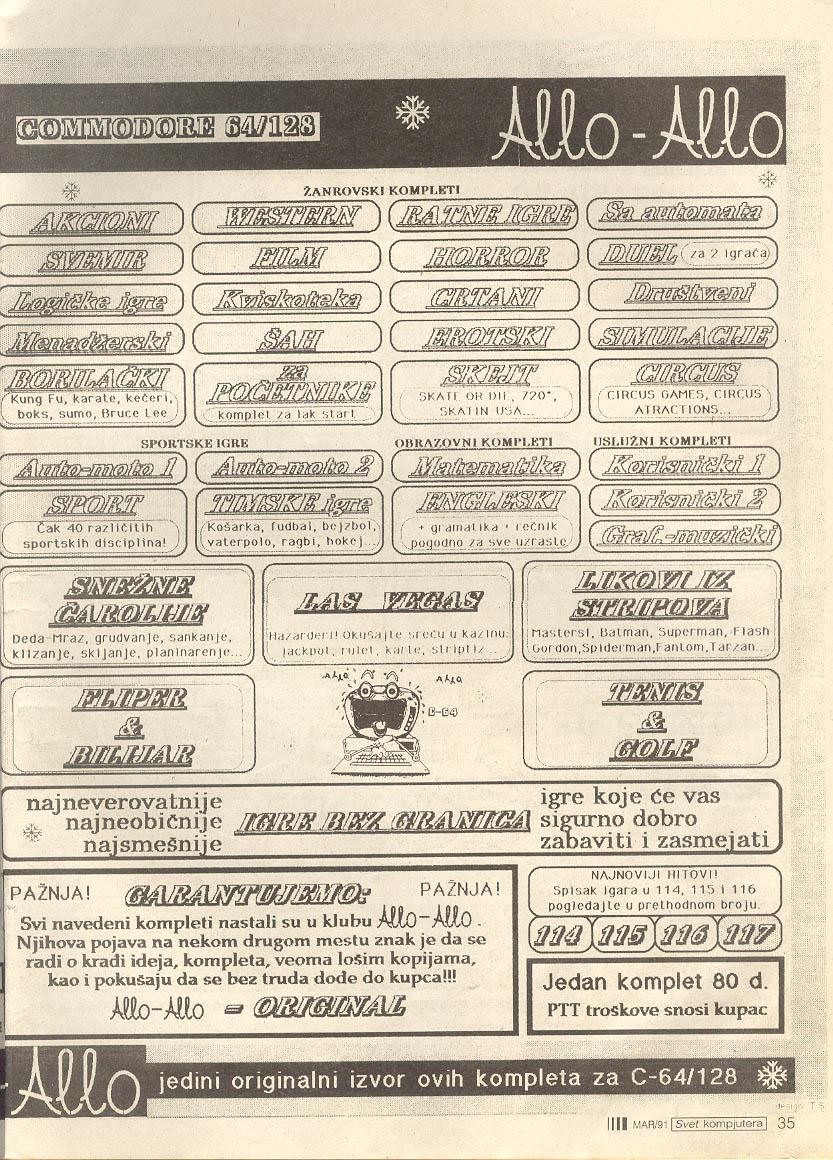 COMMODORE 64/128
Allo-Allo
ŽANROVSKI KOMPLETI
AKCIONI
WESTERN
RATNE IGRE
Sa automata
SVEMIR
FILM
HORROR
DUEL za 2 igrača
Logičke igre
Kviskoteka
CRTANI
Društveni
Menadžerski
ŠAH
EROTSKI
SIMULACIJE
BORILAČKI
Kung Fu, karate, kečeri,
boks, sumo, Bruce Lee
za
POČETNIKE
komplet za lak start
SKEJT
SKATE OR DIE, 720°,
SKATIN USA...
CIRCUS
CIRCUS GAMES, CIRCUS
ATRACTIONS...
SPORTSKE IGRE
OBRAZOVNI KOMPLETI
USLUŽNI KOMPLETI
Auto-moto 1
Auto-moto 2
Matematika
Korisnički 1
SPORT
Čak 40 različitih
sportskih disciplina!
TIMSKE igre
Košarka, fudbal, bejzbol,
vaterpolo, ragbi, hokej...
ENGLESKI
+ gramatika + rečnik
pogodno za sve uzraste
Korisnički 2
Graf.-muzički
SNEŽNE
ČAROLIJE
Deda-Mraz, grudvanje, sankanje,
klizanje, skijanje, planinarenje...
LAS VEGAS
Hazarderi! Okušajte sreću u kazinu:
jackpot, rulet, karte, striptiz...
LIKOVI IZ
STRIPOVA
Mastersi, Batman, Superman, Flash
Gordon,Spiderman,Fantom,Tarzan...
FLIPER
&
BILIJAR
Allo
Allo
C-64
TENIS
&
GOLF
najneverovatnije
najneobičnije
najsmešnije
IGRE BEZ GRANICA
igre koje će vas
sigurno dobro
zabaviti i zasmejati
PAŽNJA!
GARANTUJEMO:
PAŽNJA!
Svi navedeni kompleti nastali su u klubu Allo-Allo.
Njihova pojava na nekom drugom mestu znak je da se
radi o krađi ideja, kompleta, veoma lošim kopijama,
kao i pokušaju da se bez truda dođe do kupca!!!
Allo-Allo = ORIGINAL
NAJNOVIJI HITOVI!
Spisak igara u 114, 115 i 116
pogledajte u prethodnom broju.
114 115 116 117
Jedan komplet 80 d.
PTT troskove snosi kupac
-Allo
jedini originalni izvor ovih kompleta za C-64/128
design T.S
MAR/91 Svet kompjutera 35